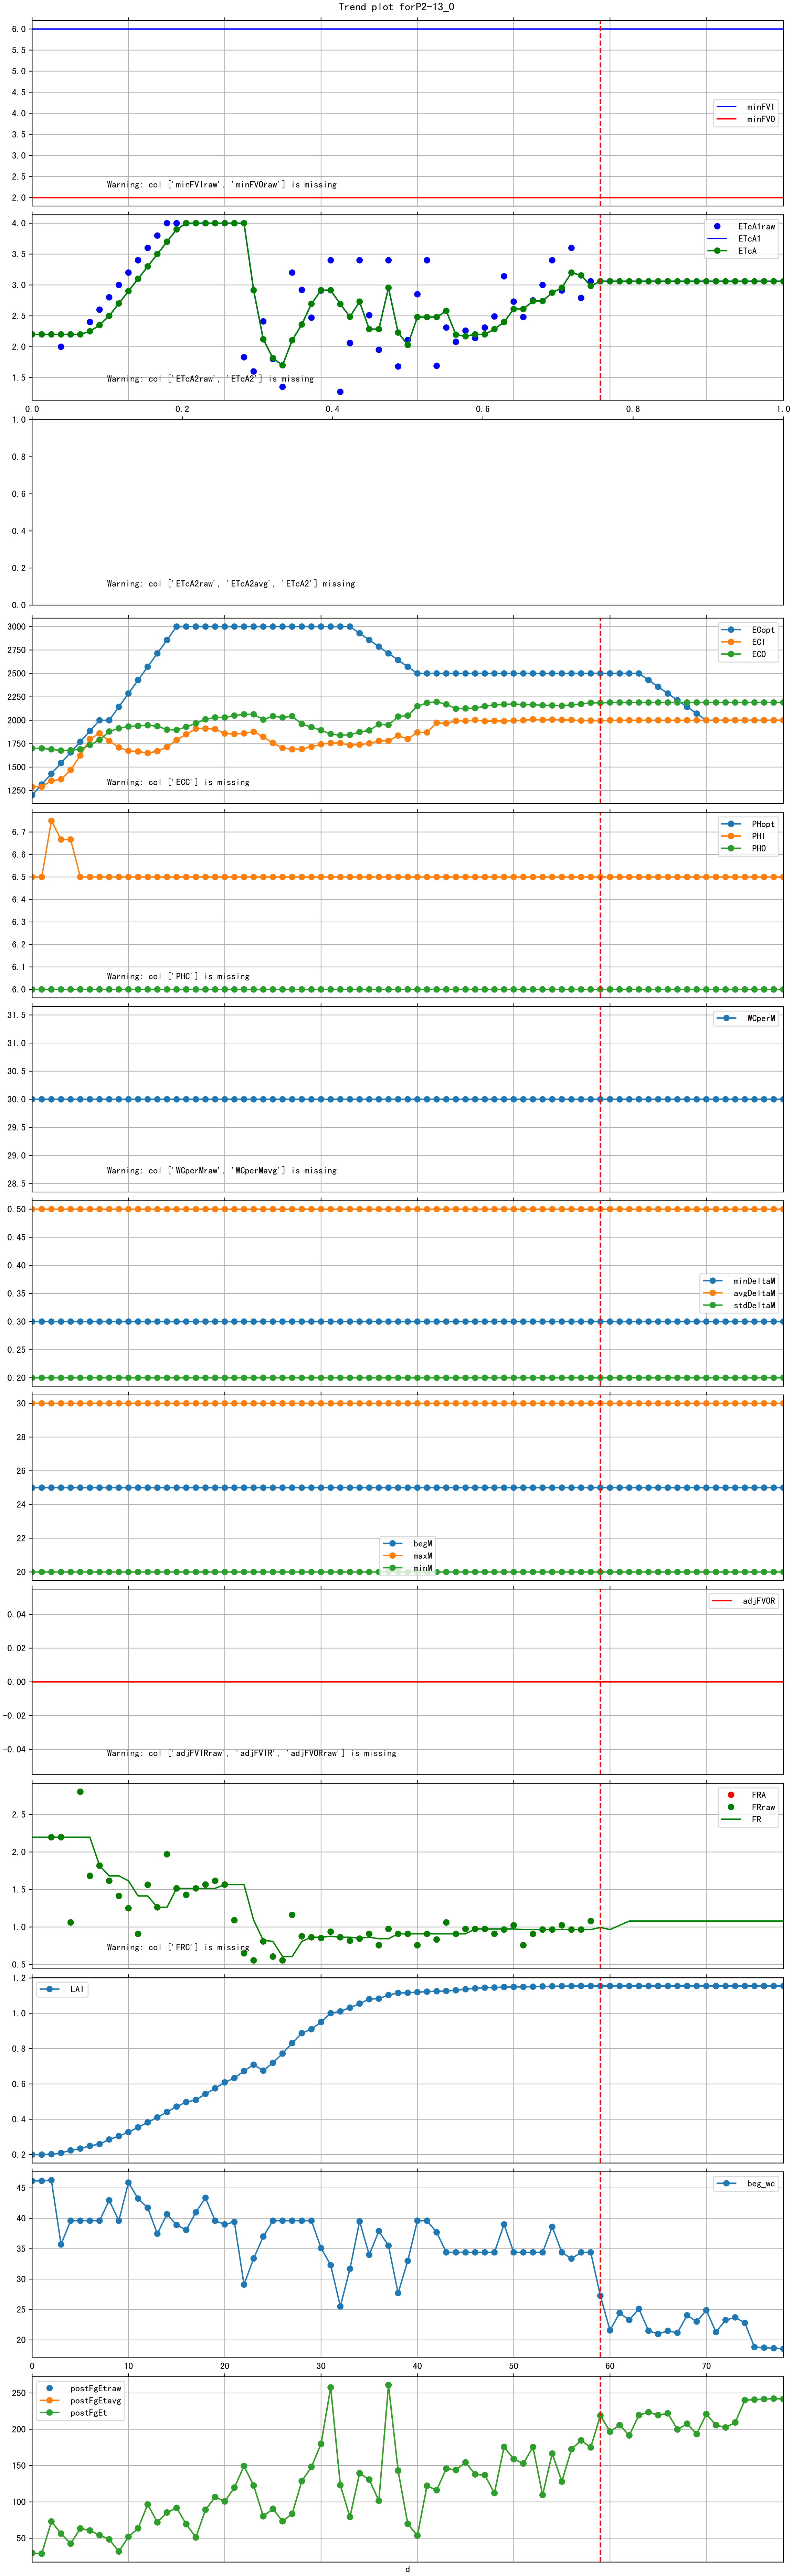 Trend plot forP2-13_0
6.0
5.5
5.0
4.5
4.0
3.5
3.0
2.5
2.0
minFVI
minFVO
Warning: col ['minFVIraw', 'minFVOraw'] is missing
4.0
3.5
3.0
2.5
2.0
1.5
ETcA1raw
ETcA1
ETcA
Warning: col ['ETcA2raw', 'ETcA2'] is missing
0.0 0.2 0.4 0.6 0.8 1.0
1.0
0.8
0.6
0.4
0.2
0.0
Warning: col ['ETcA2raw', 'ETcA2avg', 'ETcA2'] missing
3000
2750
2500
2250
2000
1750
1500
1250
ECopt
ECI
ECO
Warning: col ['ECC'] is missing
6.7
6.6
6.5
6.4
6.3
6.2
6.1
6.0
PHopt
PHI
PHO
Warning: col ['PHC'] is missing
31.5
31.0
30.5
30.0
29.5
29.0
28.5
WCperM
Warning: col ['WCperMraw', 'WCperMavg'] is missing
0.50
0.45
0.40
0.35
0.30
0.25
0.20
minDeltaM
avgDeltaM
stdDeltaM
30
28
26
24
22
20
begM
maxM
minM
0.04
0.02
0.00
-0.02
-0.04
adjFVOR
Warning: col ['adjFVIRraw', 'adjFVIR', 'adjFVORraw'] is missing
2.5
2.0
1.5
1.0
0.5
FRA
FRraw
FR
Warning: col ['FRC'] is missing
1.2
1.0
0.8
0.6
0.4
0.2
LAI
45
40
35
30
25
20
beg_wc
0 10 20 30 40 50 60 70
250
200
150
100
50
postFgEtraw
postFgEtavg
postFgEt
d